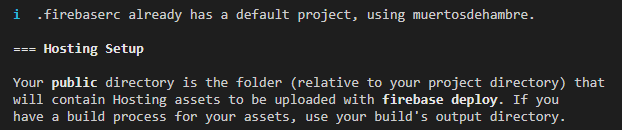 i  .firebaserc already has a default project, using muertosdehambre.
=== Hosting Setup
Your public directory is the folder (relative to your project directory) that
will contain Hosting assets to be uploaded with firebase deploy. If you
have a build process for your assets, use your build's output directory.